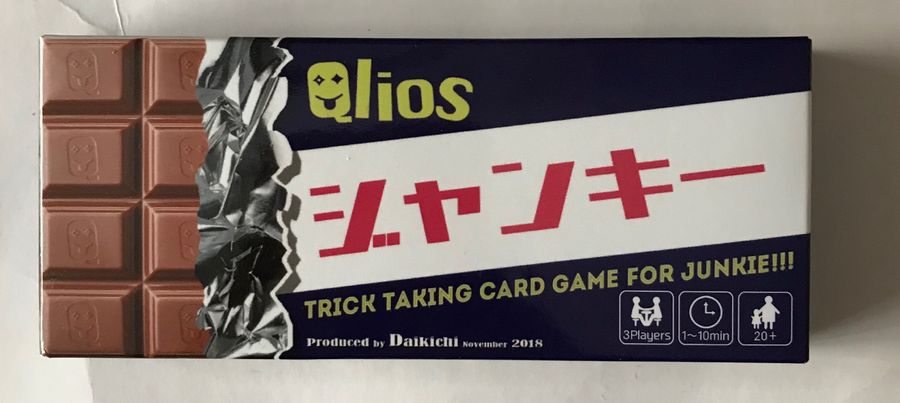 Qlios
ジャンキー
TRICK TAKING CARD GAME FOR JUNKIE!!!
Produced by Daikichi November 2018
3Players
1～10min
20+